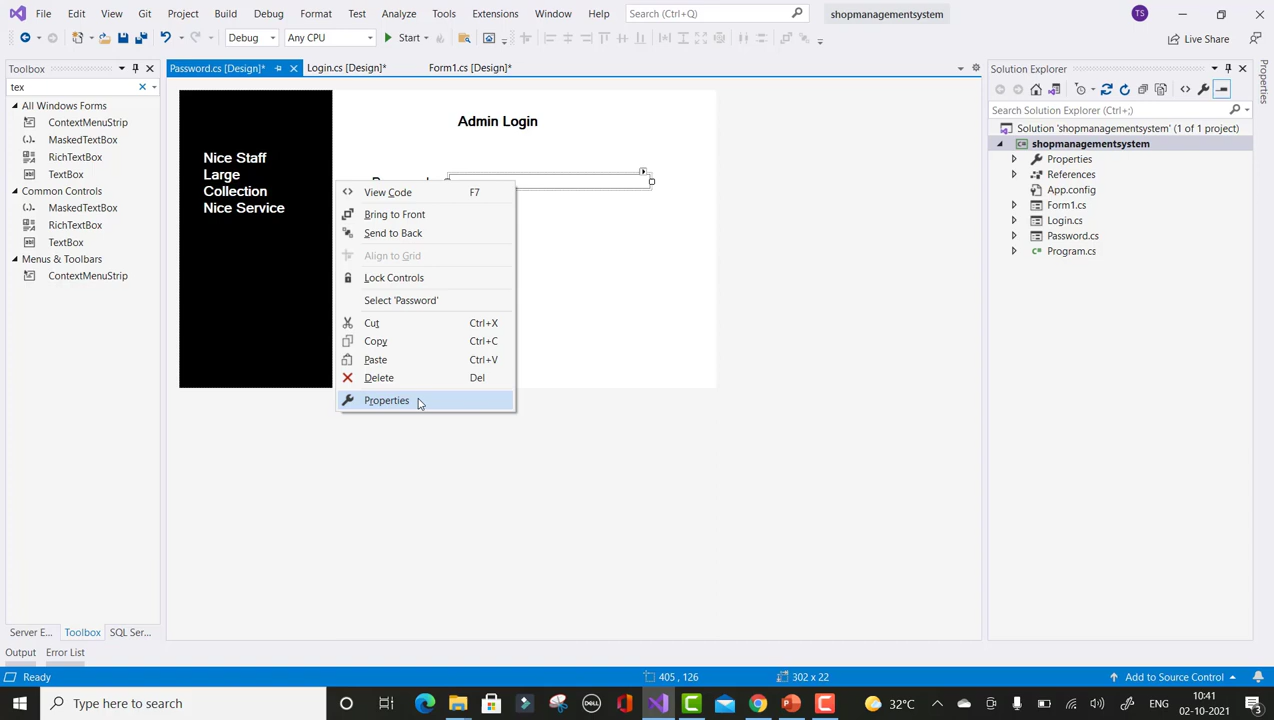 File Edit View Git Project Build Debug Format Test Analyze Tools Extensions Window Help Search (Ctrl+Q) shopmanagementsystem TS
Debug Any CPU Start Live Share
Toolbox Password.cs [Design]* Login.cs [Design]* Form1.cs [Design]* Solution Explorer Properties
tex
All Windows Forms
ContextMenuStrip
MaskedTextBox
RichTextBox
TextBox
Common Controls
MaskedTextBox
RichTextBox
TextBox
Menus & Toolbars
ContextMenuStrip
Admin Login
Nice Staff
Large
Collection
Nice Service
View Code F7
Bring to Front
Send to Back
Align to Grid
Lock Controls
Select 'Password'
Cut Ctrl+X
Copy Ctrl+C
Paste Ctrl+V
Delete Del
Properties
Search Solution Explorer (Ctrl+;)
Solution 'shopmanagementsystem' (1 of 1 project)
shopmanagementsystem
Properties
References
App.config
Form1.cs
Login.cs
Password.cs
Program.cs
Server E... Toolbox SQL Ser...
Output Error List
Ready 405 , 126 302 x 22 Add to Source Control
Type here to search DELL 32°C ENG 10:41
02-10-2021 3